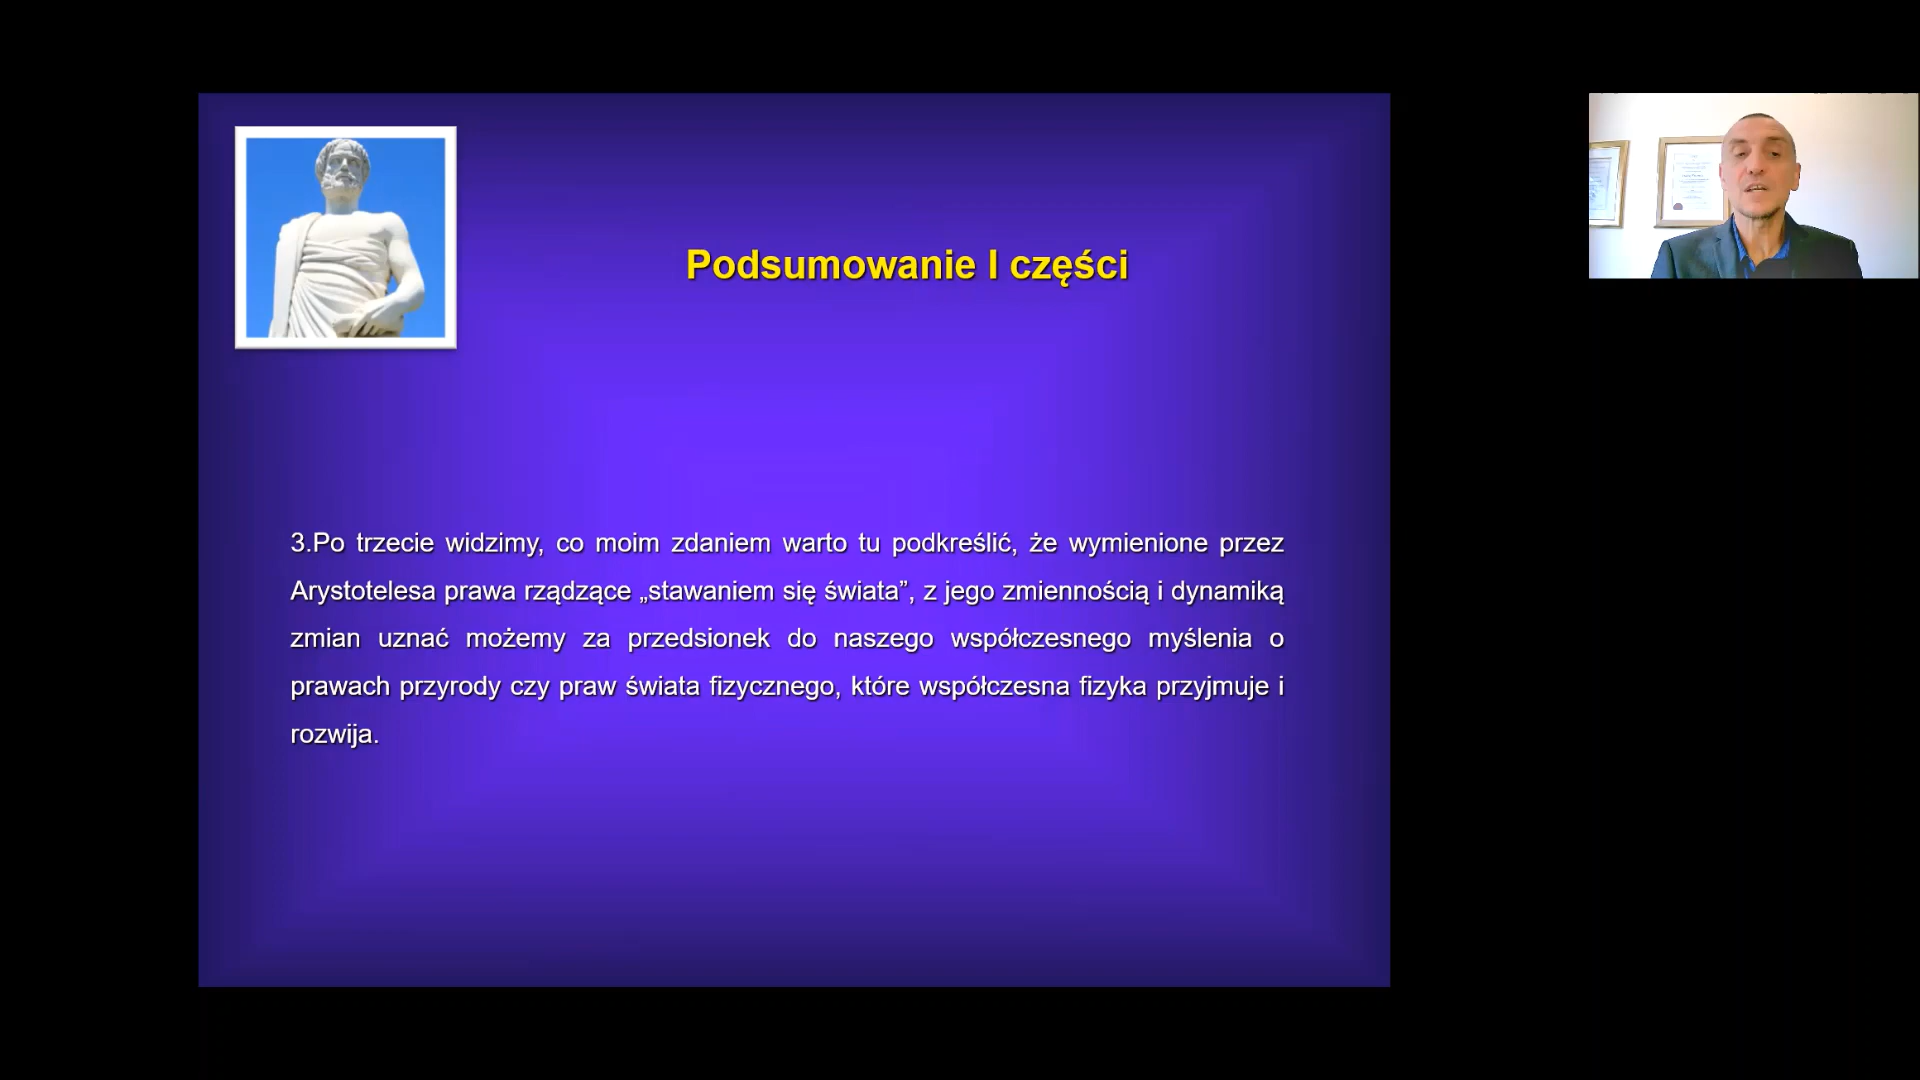 Podsumowanie I części
3.Po trzecie widzimy, co moim zdaniem warto tu podkreślić, że wymienione przez
Arystotelesa prawa rządzące „stawaniem się świata”, z jego zmiennością i dynamiką
zmian uznać możemy za przedsionek do naszego współczesnego myślenia o
prawach przyrody czy praw świata fizycznego, które współczesna fizyka przyjmuje i
rozwija.